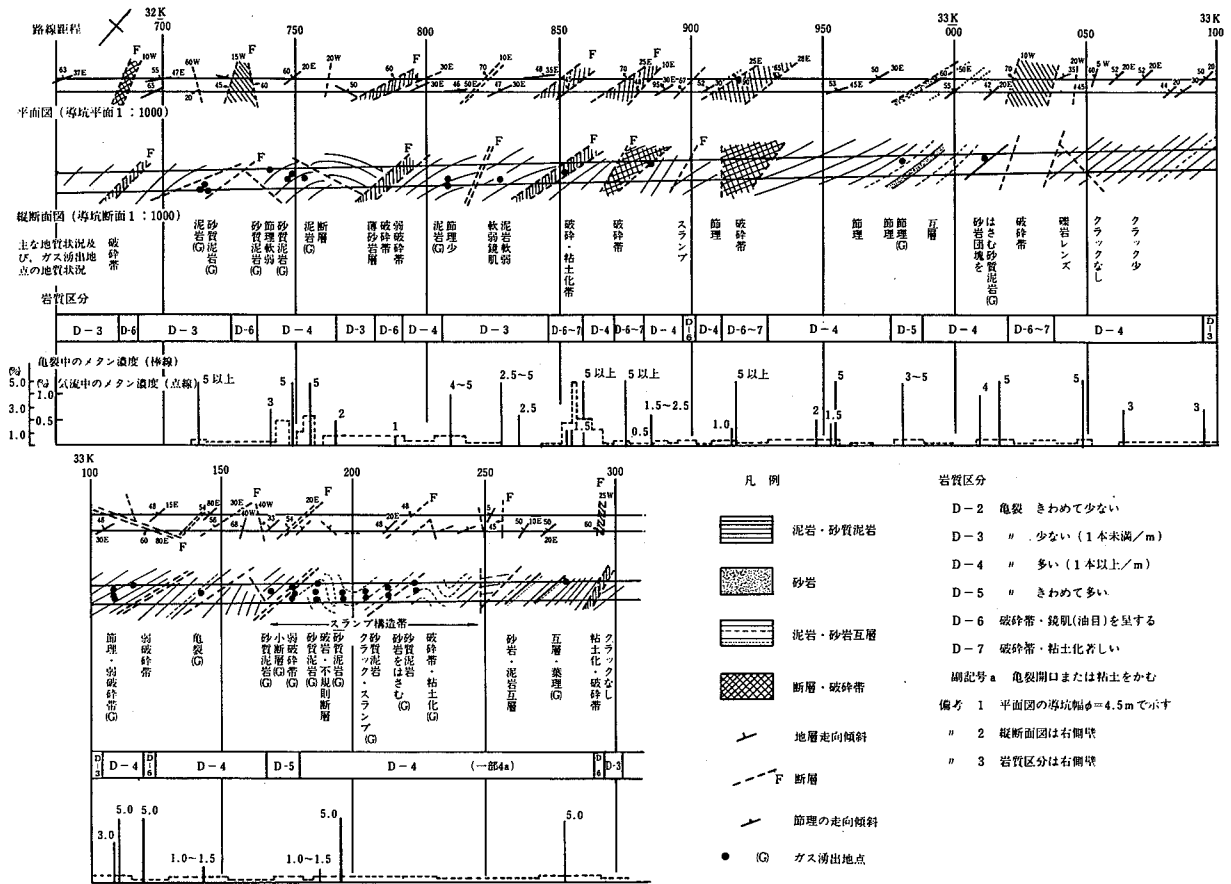 路線距程
32K
700 750 800 850 900 950 33K 000 050 33K 100
平面図(導坑平面1:1000)
縦断面図(導坑断面1:1000)
主な地質状況及び、ガス湧出地点の地質状況
破砕帯
泥岩(G)
砂質泥岩(G)
砂質泥岩(G)
節理軟弱
砂質泥岩(G)
泥岩(G)
断層
薄砂岩層
破砕帯
弱破砕帯
泥岩(G)
節理少
軟弱鏡肌
泥岩軟弱(G)
破砕・粘土化帯
破砕帯
スランプ
節理
破砕帯
節理
節理(G)
互層
砂岩団塊を
はさむ砂質泥岩(G)
破砕帯
礫岩レンズ
クラックなし
クラック少
岩質区分
D-3 D-6 D-3 D-6 D-4 D-3 D-6 D-4 D-3 D-6~7 D-4 D-6~7 D-4 D-6 D-4 D-6~7 D-4 D-5 D-4 D-6~7 D-4 D-3
亀裂中のメタン濃度(棒線)
(%) 気流中のメタン濃度(点線)
(%)
5.0 3.0 1.0
1.0 0.5
5以上 3 5 5 2 1 4~5 2.5~5 2.5 1.5 5以上 5以上 0.5 1.5~2.5 1.0 5以上 2 1.5 5 3~5 4 5 5 3 3
33K
100 150 200 250 300
スランプ構造帯
節理・弱破砕帯(G)
弱破砕帯
亀裂(G)
砂質泥岩(G)
小断層(G)
弱破砕帯(G)
砂質泥岩(G)
破岩・不規則断層
砂質泥岩(G)
クラック・スランプ(G)
砂質泥岩
砂岩をはさむ(G)
砂質泥岩
破砕帯・粘土化(G)
砂岩・泥岩互層
互層・葉理(G)
粘土化・破砕帯
クラックなし
D-3 D-4 D-6 D-4 D-5 D-4 (一部4a) D-6 D-3
3.0 5.0 5.0 1.0~1.5 1.0~1.5 5.0 5.0
凡例
泥岩・砂質泥岩
砂岩
泥岩・砂岩互層
断層・破砕帯
地層走向傾斜
F 断層
節理の走向傾斜
(G) ガス湧出地点
岩質区分
D-2 亀裂 きわめて少ない
D-3 〃 少ない(1本未満/m)
D-4 〃 多い(1本以上/m)
D-5 〃 きわめて多い
D-6 破砕帯・鏡肌(油目)を呈する
D-7 破砕帯・粘土化著しい
副記号a 亀裂開口または粘土をかむ
備考 1 平面図の導坑幅φ=4.5mで示す
〃 2 縦断面図は右側壁
〃 3 岩質区分は右側壁